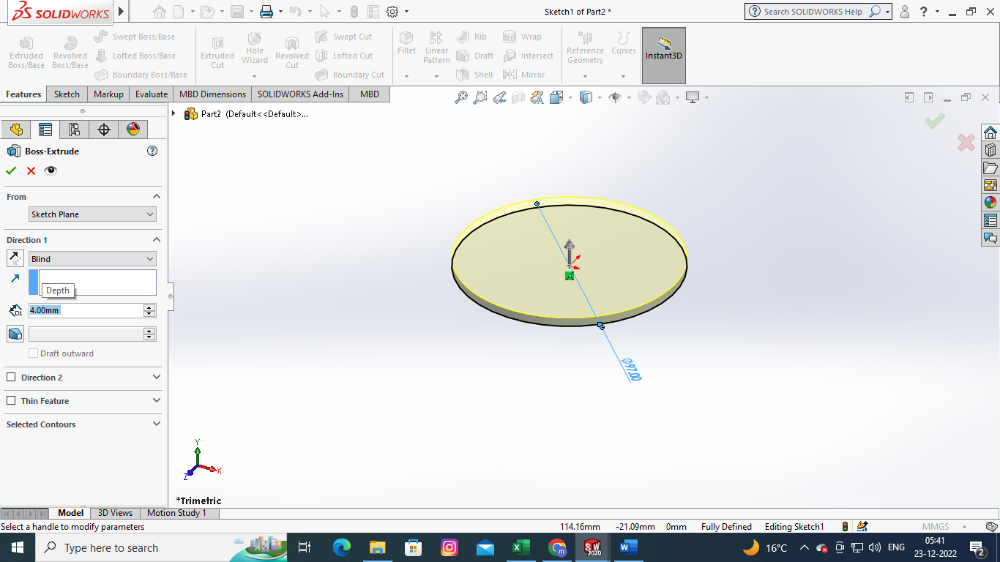 SOLIDWORKS
Sketch1 of Part2 *
Search SOLIDWORKS Help
?
Extruded Boss/Base
Revolved Boss/Base
Swept Boss/Base
Lofted Boss/Base
Boundary Boss/Base
Extruded Cut
Hole Wizard
Revolved Cut
Swept Cut
Lofted Cut
Boundary Cut
Fillet
Linear Pattern
Rib
Draft
Shell
Wrap
Intersect
Mirror
Reference Geometry
Curves
Instant3D
Features
Sketch
Markup
Evaluate
MBD Dimensions
SOLIDWORKS Add-Ins
MBD
Part2 (Default<<Default>...
Boss-Extrude
?
From
Sketch Plane
Direction 1
Blind
Depth
D1
4.00mm
Draft outward
Direction 2
Thin Feature
Selected Contours
Ø97.00
Y
X
Z
*Trimetric
Model
3D Views
Motion Study 1
Select a handle to modify parameters
114.16mm
-21.09mm
0mm
Fully Defined
Editing Sketch1
MMGS
Type here to search
SW
2020
16°C
ENG
05:41
23-12-2022
2